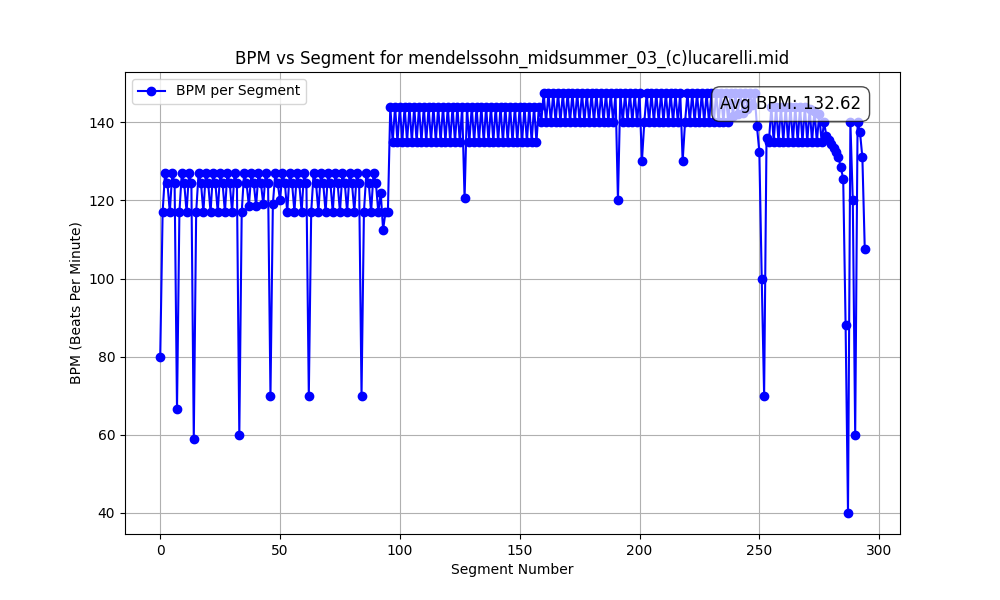 BPM vs Segment for mendelssohn_midsummer_03_(c)lucarelli.mid
BPM per Segment
Avg BPM: 132.62
BPM (Beats Per Minute)
140
120
100
80
60
40
0 50 100 150 200 250 300
Segment Number